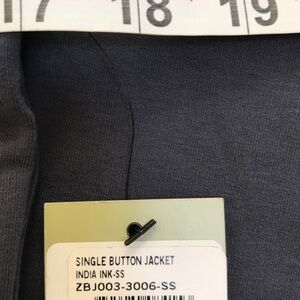 17 18 19
SINGLE BUTTON JACKET
INDIA INK-SS
ZBJ003-3006-SS